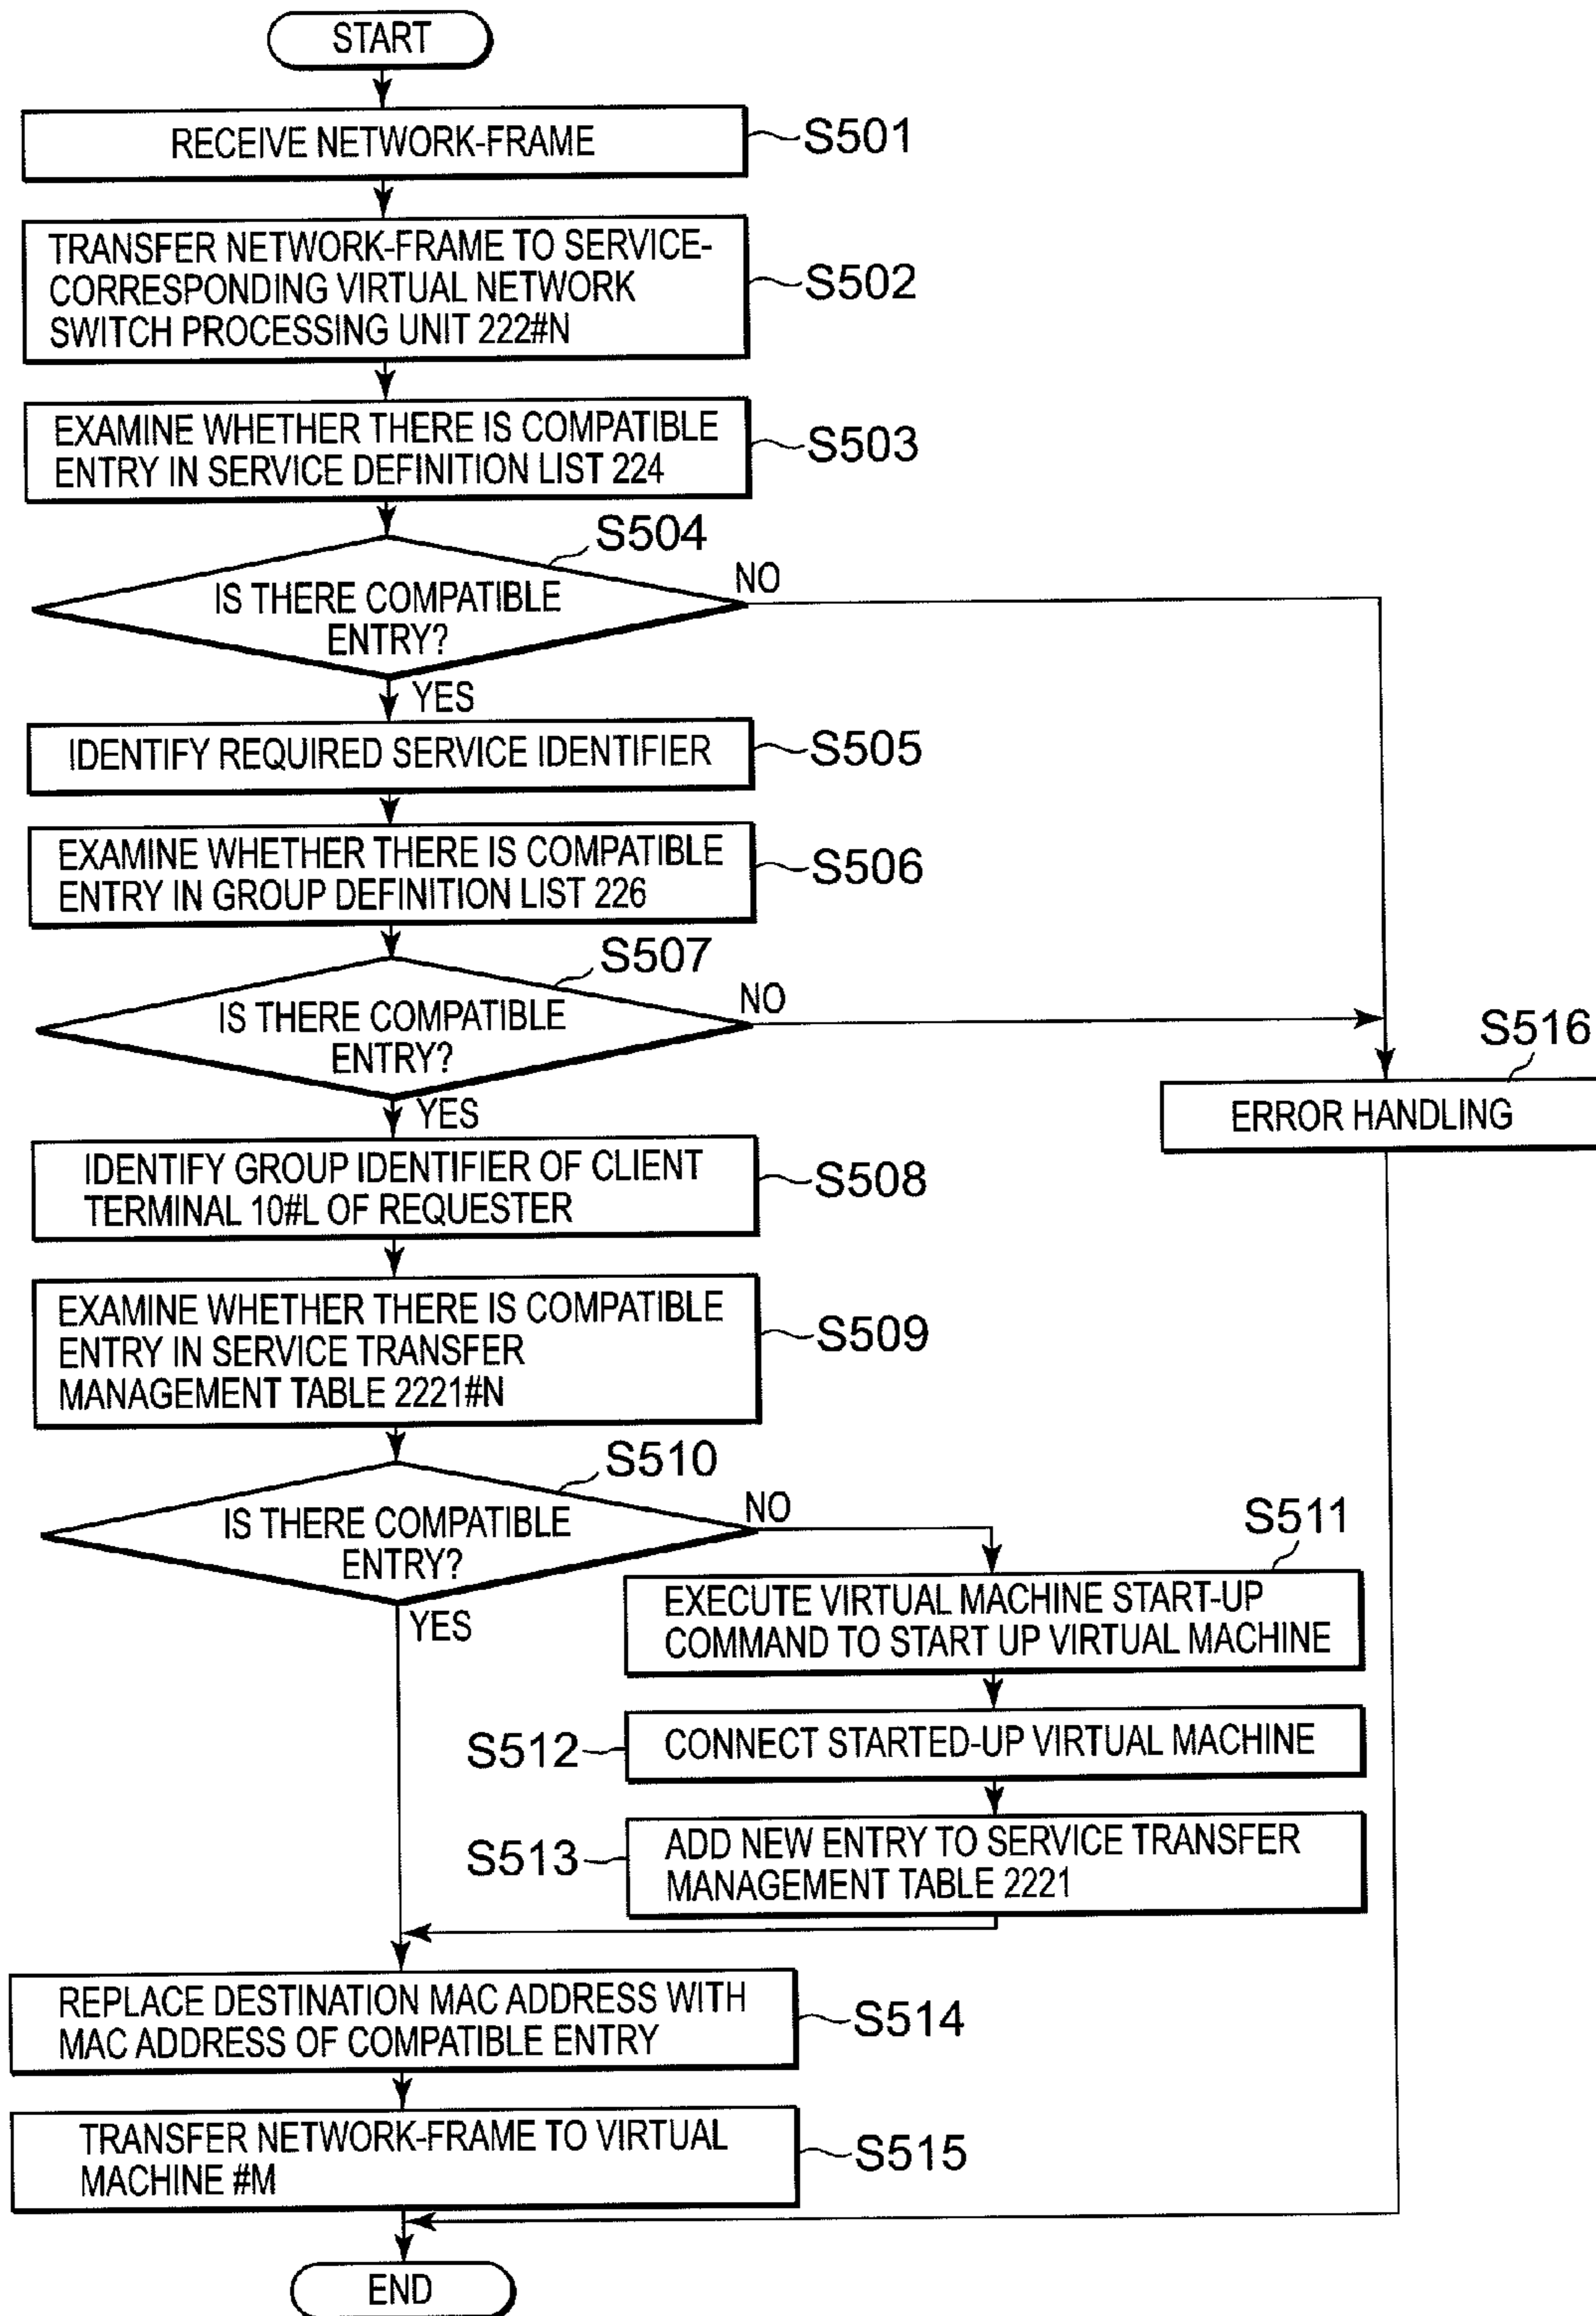 START
RECEIVE NETWORK-FRAME
S501
TRANSFER NETWORK-FRAME TO SERVICE-
CORRESPONDING VIRTUAL NETWORK
SWITCH PROCESSING UNIT 222#N
S502
EXAMINE WHETHER THERE IS COMPATIBLE
ENTRY IN SERVICE DEFINITION LIST 224
S503
S504
IS THERE COMPATIBLE
ENTRY?
NO
YES
IDENTIFY REQUIRED SERVICE IDENTIFIER
S505
EXAMINE WHETHER THERE IS COMPATIBLE
ENTRY IN GROUP DEFINITION LIST 226
S506
S507
IS THERE COMPATIBLE
ENTRY?
NO
YES
S516
ERROR HANDLING
IDENTIFY GROUP IDENTIFIER OF CLIENT
TERMINAL 10#L OF REQUESTER
S508
EXAMINE WHETHER THERE IS COMPATIBLE
ENTRY IN SERVICE TRANSFER
MANAGEMENT TABLE 2221#N
S509
S510
IS THERE COMPATIBLE
ENTRY?
NO
YES
S511
EXECUTE VIRTUAL MACHINE START-UP
COMMAND TO START UP VIRTUAL MACHINE
S512
CONNECT STARTED-UP VIRTUAL MACHINE
S513
ADD NEW ENTRY TO SERVICE TRANSFER
MANAGEMENT TABLE 2221
REPLACE DESTINATION MAC ADDRESS WITH
MAC ADDRESS OF COMPATIBLE ENTRY
S514
TRANSFER NETWORK-FRAME TO VIRTUAL
MACHINE #M
S515
END